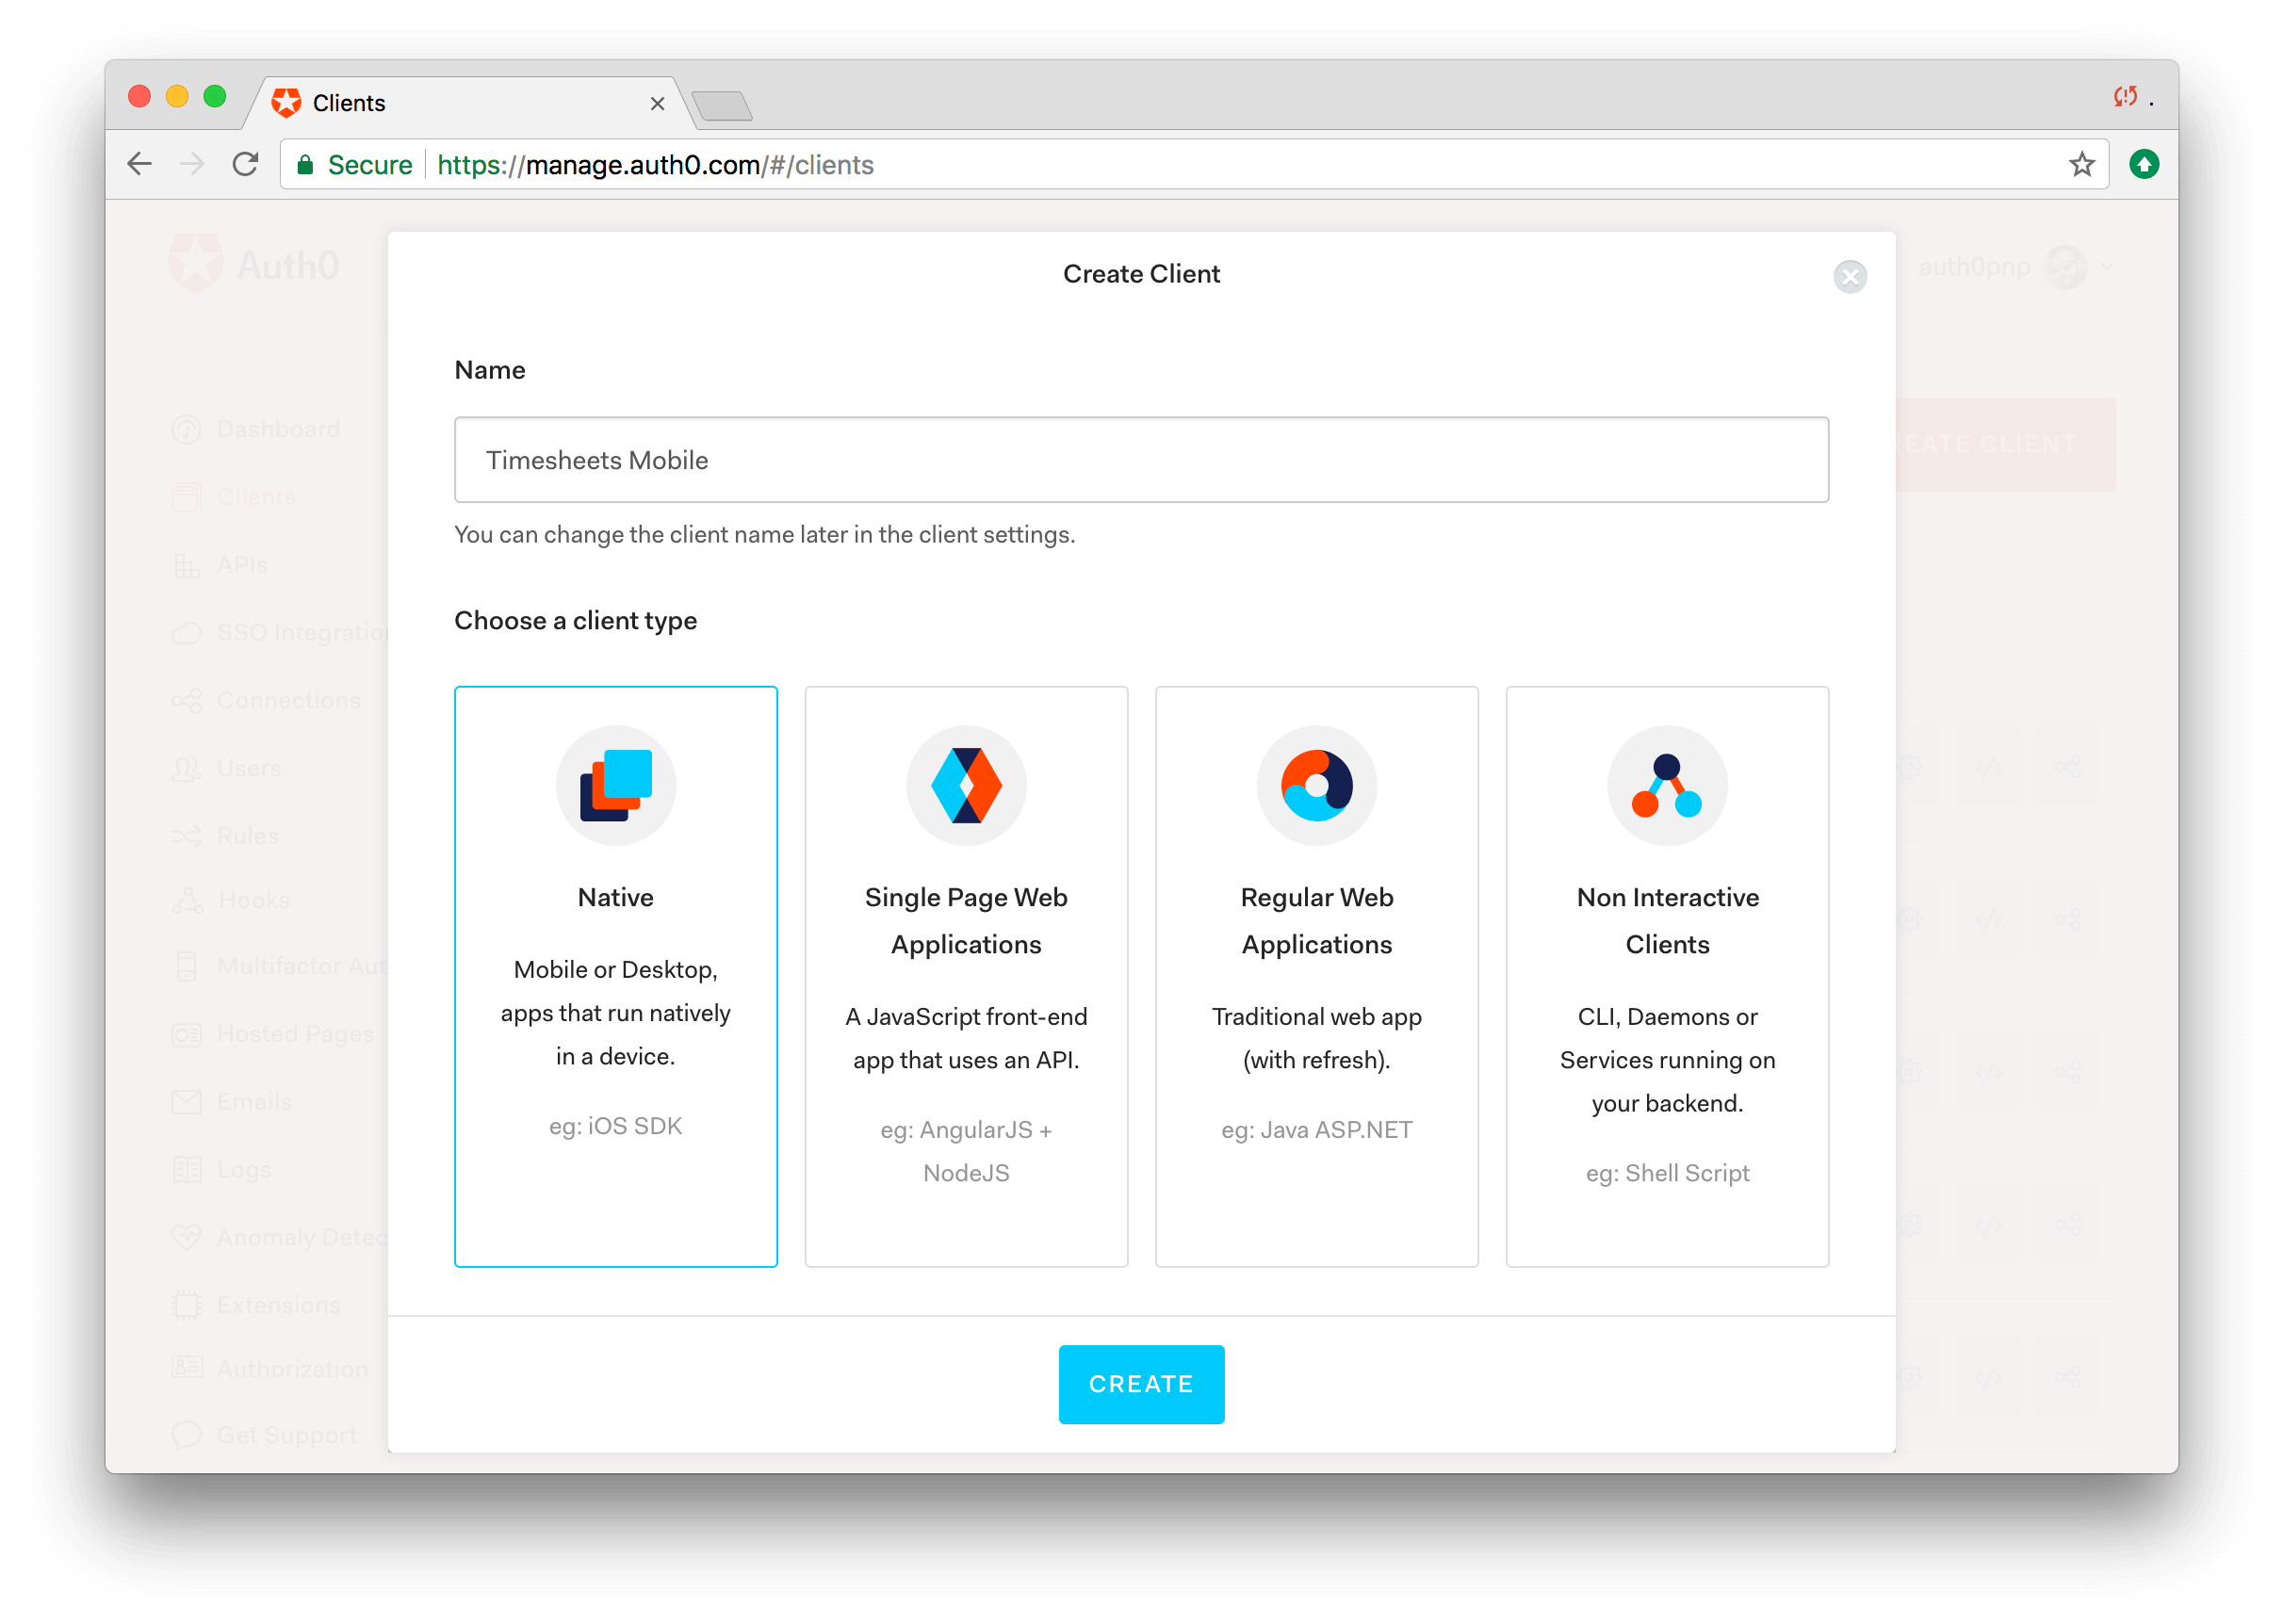 Clients
Secure https://manage.auth0.com/#/clients
Auth0
auth0pnp
Create Client
Name
Timesheets Mobile
You can change the client name later in the client settings.
Choose a client type
Native
Mobile or Desktop,
apps that run natively
in a device.
eg: iOS SDK
Single Page Web
Applications
A JavaScript front-end
app that uses an API.
eg: AngularJS +
NodeJS
Regular Web
Applications
Traditional web app
(with refresh).
eg: Java ASP.NET
Non Interactive
Clients
CLI, Daemons or
Services running on
your backend.
eg: Shell Script
CREATE
Dashboard
Clients
APIs
SSO Integration
Connections
Users
Rules
Hooks
Multifactor Aut
Hosted Pages
Emails
Logs
Anomaly Detec
Extensions
Authorization
Get Support
EATE CLIENT